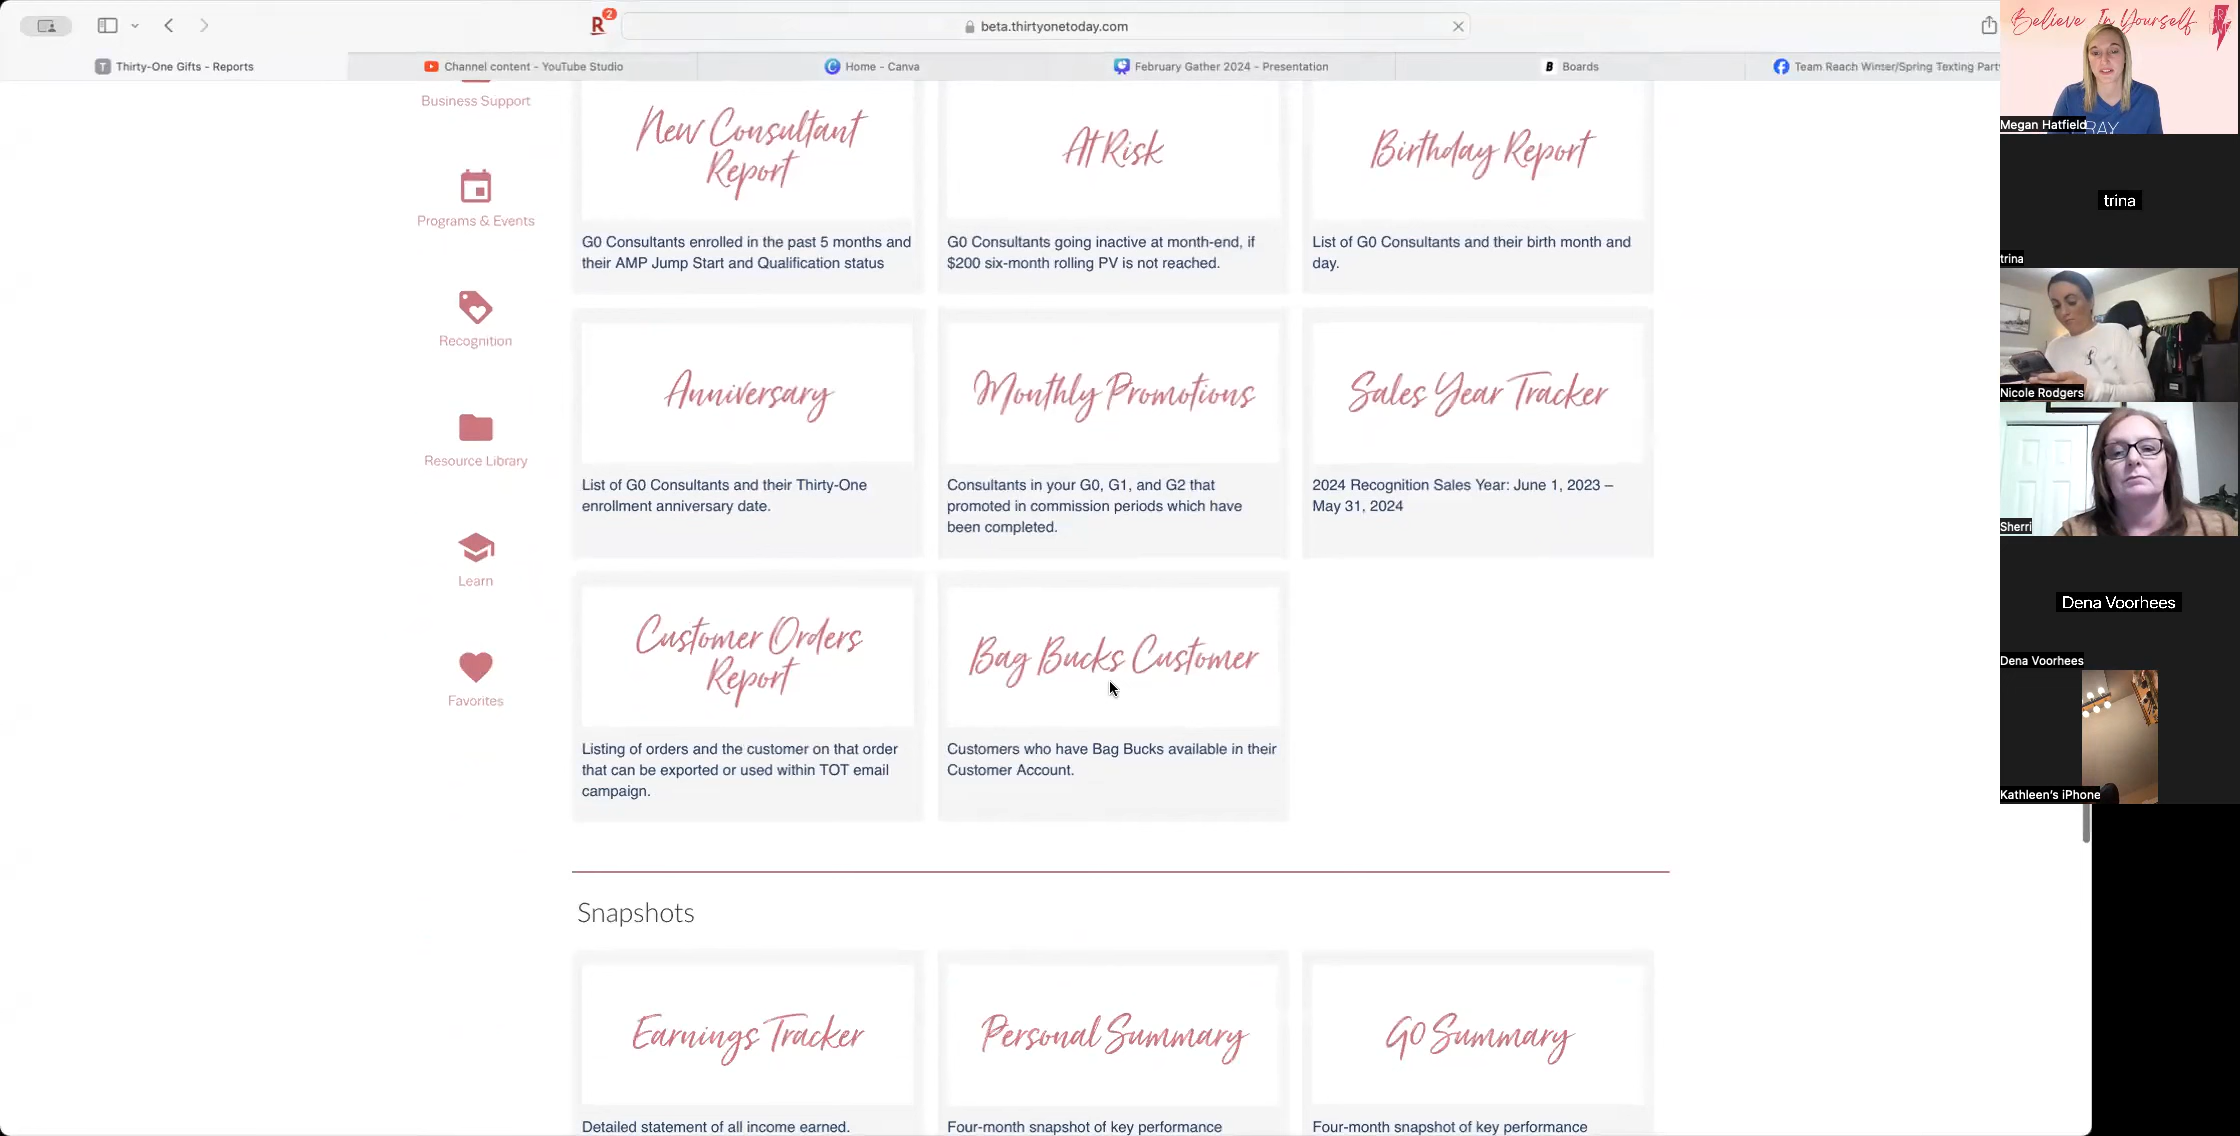 2
R
beta.thirtyonetoday.com
T Thirty-One Gifts - Reports
Channel content - YouTube Studio
C Home - Canva
February Gather 2024 - Presentation
B Boards
Team Reach Winter/Spring Texting Part
Believe In Yourself
RAY
Megan Hatfield
trina
trina
Nicole Rodgers
Sherri
Dena Voorhees
Dena Voorhees
Kathleen's iPhone
Business Support
Programs & Events
Recognition
Resource Library
Learn
Favorites
New Consultant
Report
G0 Consultants enrolled in the past 5 months and
their AMP Jump Start and Qualification status
At Risk
G0 Consultants going inactive at month-end, if
$200 six-month rolling PV is not reached.
Birthday Report
List of G0 Consultants and their birth month and
day.
Anniversary
List of G0 Consultants and their Thirty-One
enrollment anniversary date.
Monthly Promotions
Consultants in your G0, G1, and G2 that
promoted in commission periods which have
been completed.
Sales Year Tracker
2024 Recognition Sales Year: June 1, 2023 –
May 31, 2024
Customer Orders
Report
Listing of orders and the customer on that order
that can be exported or used within TOT email
campaign.
Bag Bucks Customer
Customers who have Bag Bucks available in their
Customer Account.
Snapshots
Earnings Tracker
Detailed statement of all income earned.
Personal Summary
Four-month snapshot of key performance
G0 Summary
Four-month snapshot of key performance